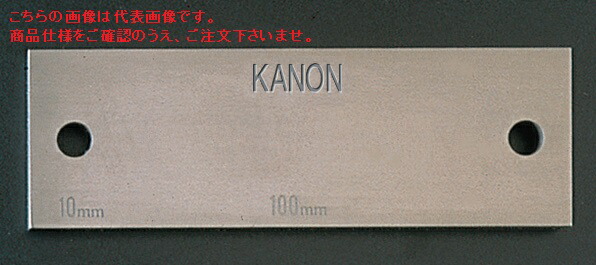 こちらの画像は代表画像です。
商品仕様をご確認のうえ、ご注文下さいませ。
KANON
10mm 100mm